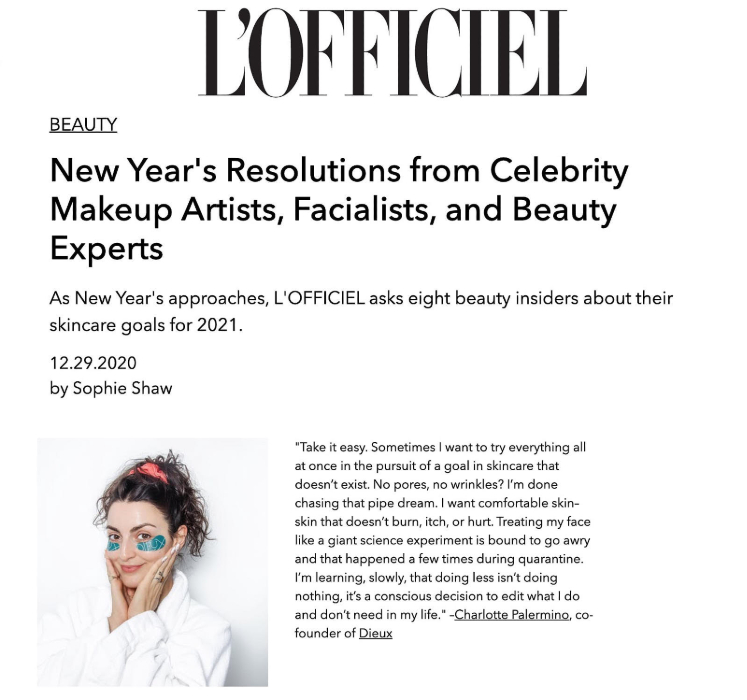 L'OFFICIEL
BEAUTY
New Year's Resolutions from Celebrity
Makeup Artists, Facialists, and Beauty
Experts
As New Year's approaches, L'OFFICIEL asks eight beauty insiders about their
skincare goals for 2021.
12.29.2020
by Sophie Shaw
"Take it easy. Sometimes I want to try everything all
at once in the pursuit of a goal in skincare that
doesn't exist. No pores, no wrinkles? I'm done
chasing that pipe dream. I want comfortable skin–
skin that doesn't burn, itch, or hurt. Treating my face
like a giant science experiment is bound to go awry
and that happened a few times during quarantine.
I'm learning, slowly, that doing less isn't doing
nothing, it's a conscious decision to edit what I do
and don't need in my life." –Charlotte Palermino, co-
founder of Dieux